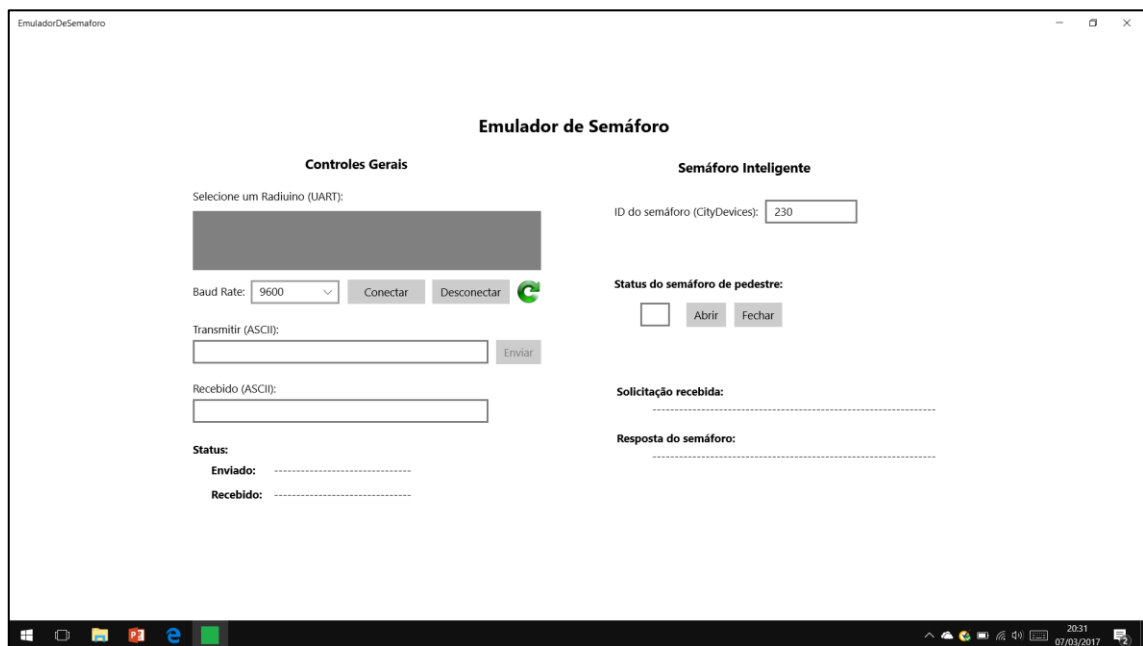 EmuladorDeSemaforo
Emulador de Semáforo
Controles Gerais
Selecione um Radiuino (UART):
Baud Rate: 9600 Conectar Desconectar
Transmitir (ASCII):
Enviar
Recebido (ASCII):
Status:
Enviado: -------------------------------
Recebido: -------------------------------
Semáforo Inteligente
ID do semáforo (CityDevices): 230
Status do semáforo de pedestre:
Abrir Fechar
Solicitação recebida:
----------------------------------------------------------------
Resposta do semáforo:
----------------------------------------------------------------
20:31
07/03/2017
2